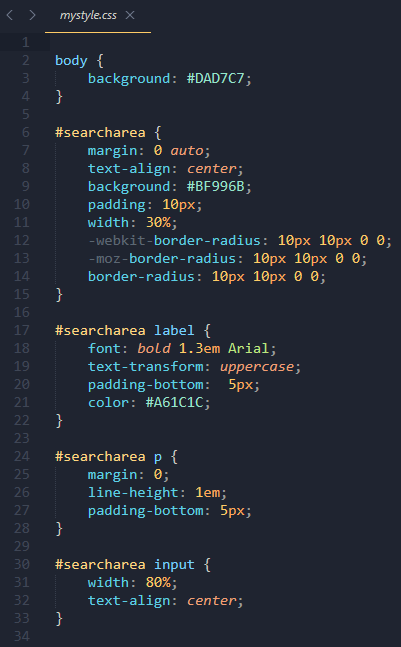 mystyle.css
1
2 body {
3     background: #DAD7C7;
4 }
5
6 #searcharea {
7     margin: 0 auto;
8     text-align: center;
9     background: #BF996B;
10     padding: 10px;
11     width: 30%;
12     -webkit-border-radius: 10px 10px 0 0;
13     -moz-border-radius: 10px 10px 0 0;
14     border-radius: 10px 10px 0 0;
15 }
16
17 #searcharea label {
18     font: bold 1.3em Arial;
19     text-transform: uppercase;
20     padding-bottom:  5px;
21     color: #A61C1C;
22 }
23
24 #searcharea p {
25     margin: 0;
26     line-height: 1em;
27     padding-bottom: 5px;
28 }
29
30 #searcharea input {
31     width: 80%;
32     text-align: center;
33 }
34